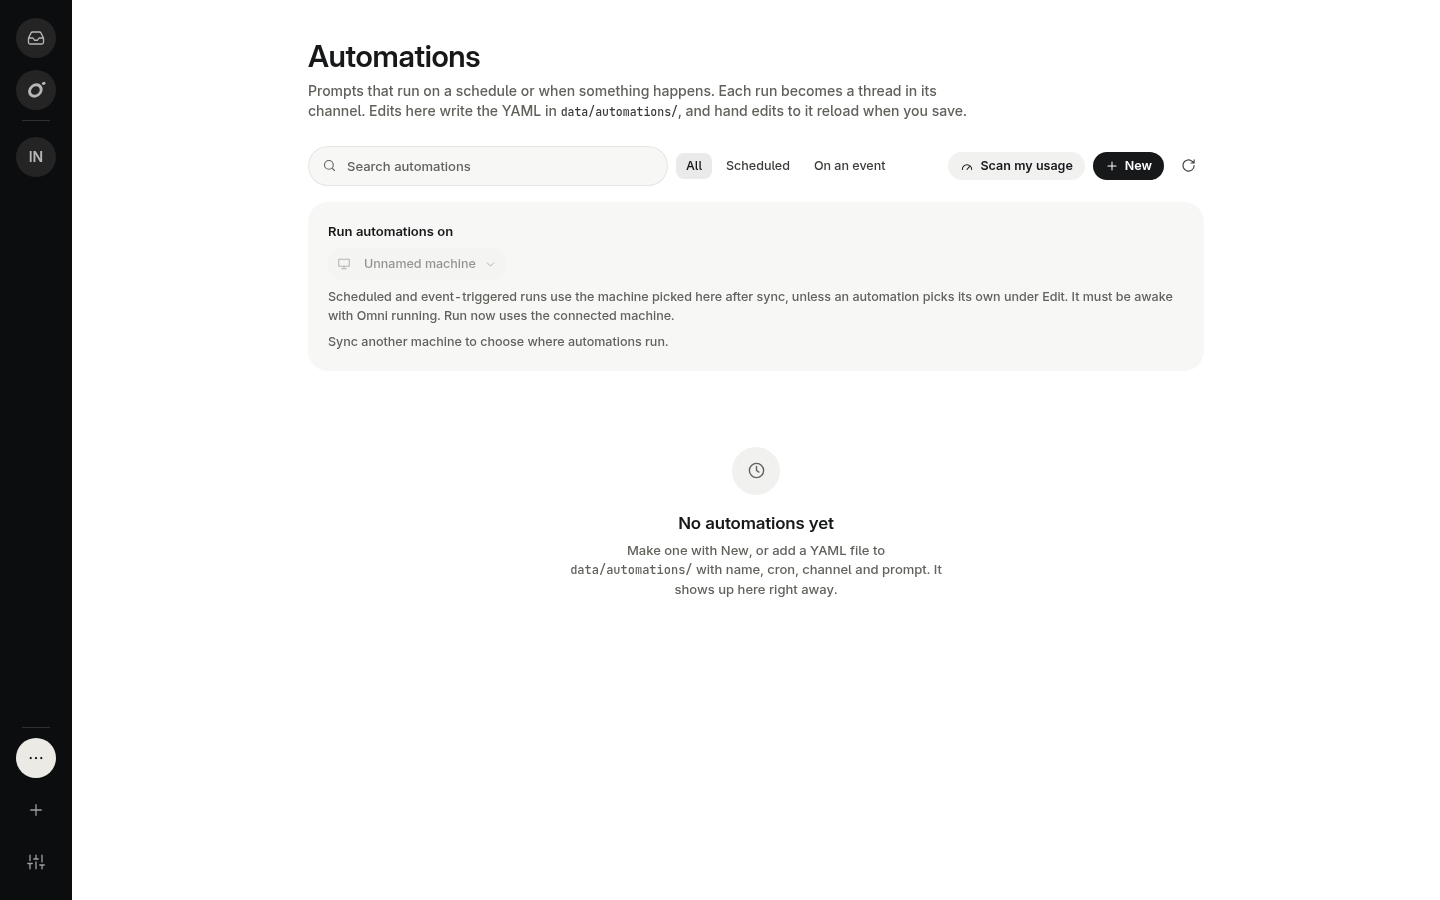 Automations
Prompts that run on a schedule or when something happens. Each run becomes a thread in its
channel. Edits here write the YAML in data/automations/, and hand edits to it reload when you save.
IN
Search automations
All
Scheduled
On an event
Scan my usage
New
Run automations on
Unnamed machine
Scheduled and event-triggered runs use the machine picked here after sync, unless an automation picks its own under Edit. It must be awake
with Omni running. Run now uses the connected machine.
Sync another machine to choose where automations run.
No automations yet
Make one with New, or add a YAML file to
data/automations/ with name, cron, channel and prompt. It
shows up here right away.